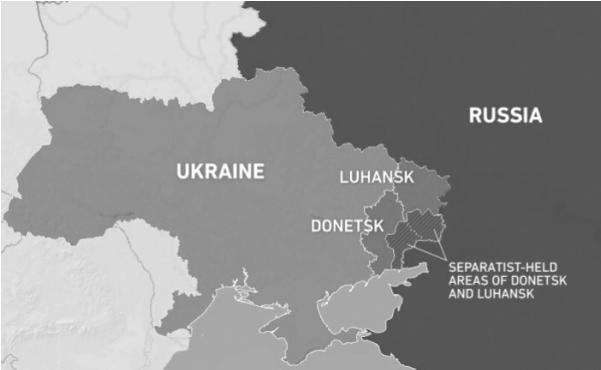 RUSSIA
UKRAINE
LUHANSK
DONETSK
SEPARATIST-HELD
AREAS OF DONETSK
AND LUHANSK